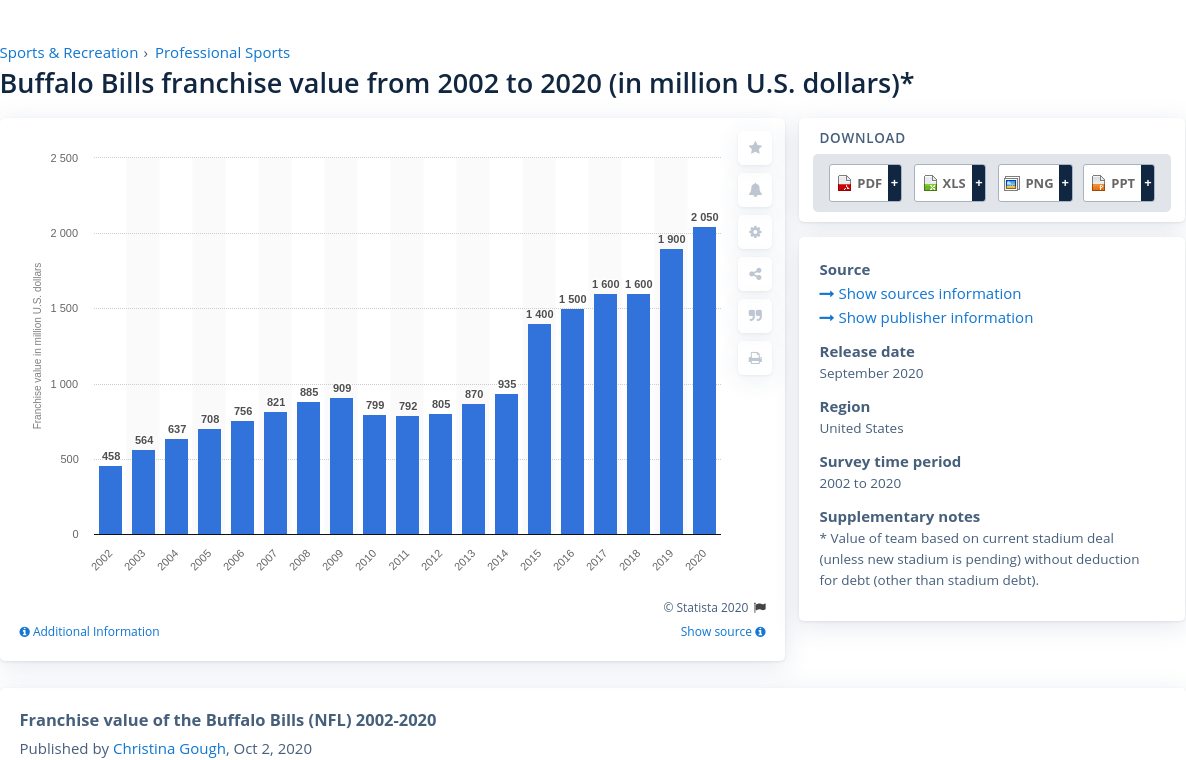 Sports & Recreation › Professional Sports
Buffalo Bills franchise value from 2002 to 2020 (in million U.S. dollars)*
Franchise value in million U.S. dollars
2 500
2 000
1 500
1 000
500
0
458
564
637
708
756
821
885
909
799
792
805
870
935
1 400
1 500
1 600
1 600
1 900
2 050
2002
2003
2004
2005
2006
2007
2008
2009
2010
2011
2012
2013
2014
2015
2016
2017
2018
2019
2020
© Statista 2020
Additional Information
Show source
DOWNLOAD
PDF + XLS + PNG + PPT +
Source
Show sources information
Show publisher information
Release date
September 2020
Region
United States
Survey time period
2002 to 2020
Supplementary notes
* Value of team based on current stadium deal
(unless new stadium is pending) without deduction
for debt (other than stadium debt).
Franchise value of the Buffalo Bills (NFL) 2002-2020
Published by Christina Gough, Oct 2, 2020